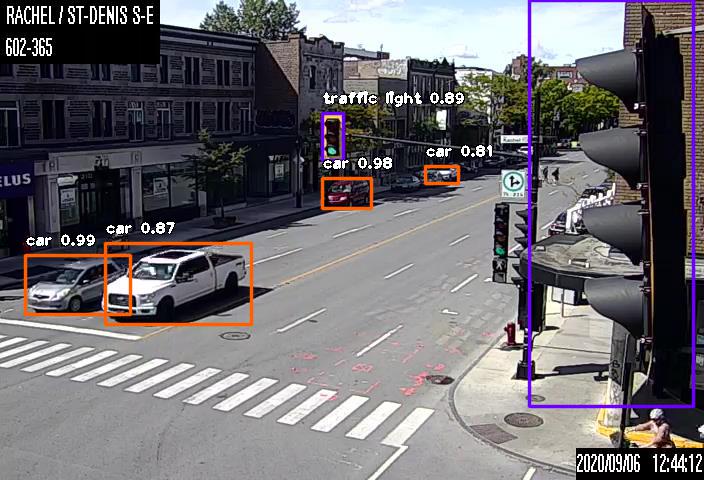 RACHEL / ST-DENIS S-E
602-365
traffic light 0.89
car 0.98
car 0.81
Rachel
ELUS
car 0.99
car 0.87
2020/09/06 12:44:12